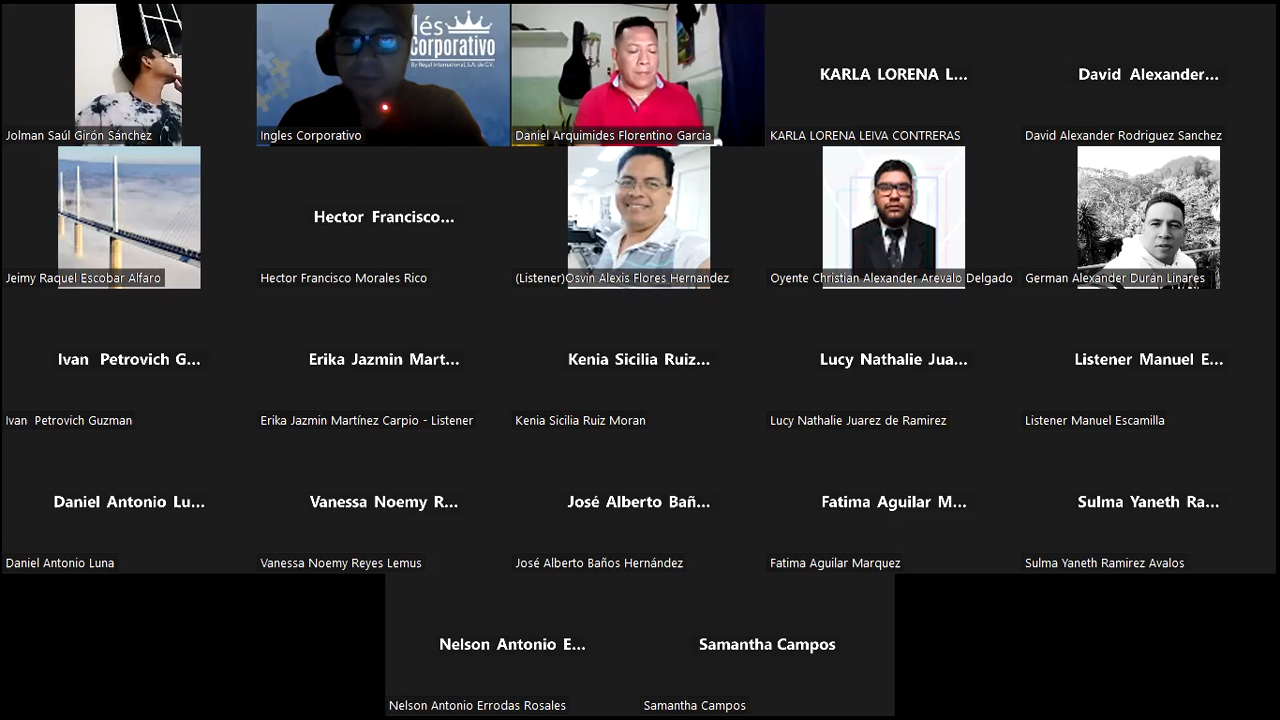 lés
Corporativo
By Regal International, S.A. de C.V.
KARLA LORENA L...
David Alexander...
Jolman Saúl Girón Sánchez
Ingles Corporativo
Daniel Arquimides Florentino Garcia
KARLA LORENA LEIVA CONTRERAS
David Alexander Rodriguez Sanchez
Hector Francisco...
Jeimy Raquel Escobar Alfaro
Hector Francisco Morales Rico
(Listener)Osvin Alexis Flores Hernandez
Oyente Christian Alexander Arevalo Delgado
German Alexander Durán Linares
Ivan Petrovich G...
Erika Jazmin Mart...
Kenia Sicilia Ruiz...
Lucy Nathalie Jua...
Listener Manuel E...
Ivan Petrovich Guzman
Erika Jazmin Martínez Carpio - Listener
Kenia Sicilia Ruiz Moran
Lucy Nathalie Juarez de Ramirez
Listener Manuel Escamilla
Daniel Antonio Lu...
Vanessa Noemy R...
José Alberto Bañ...
Fatima Aguilar M...
Sulma Yaneth Ra...
Daniel Antonio Luna
Vanessa Noemy Reyes Lemus
José Alberto Baños Hernández
Fatima Aguilar Marquez
Sulma Yaneth Ramirez Avalos
Nelson Antonio E...
Samantha Campos
Nelson Antonio Errodas Rosales
Samantha Campos